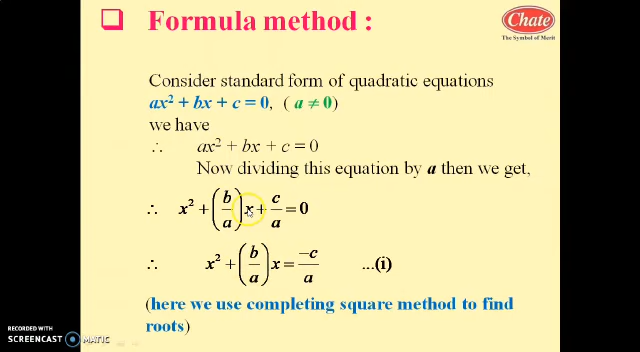 ❑ Formula method :
Chate
The Symbol of Merit
Consider standard form of quadratic equations
ax² + bx + c = 0, ( a ≠ 0)
we have
∴ ax² + bx + c = 0
Now dividing this equation by a then we get,
∴ x² + (b/a)x + c/a = 0
∴ x² + (b/a)x = -c/a ...(i)
(here we use completing square method to find
roots)
RECORDED WITH
SCREENCAST MATIC